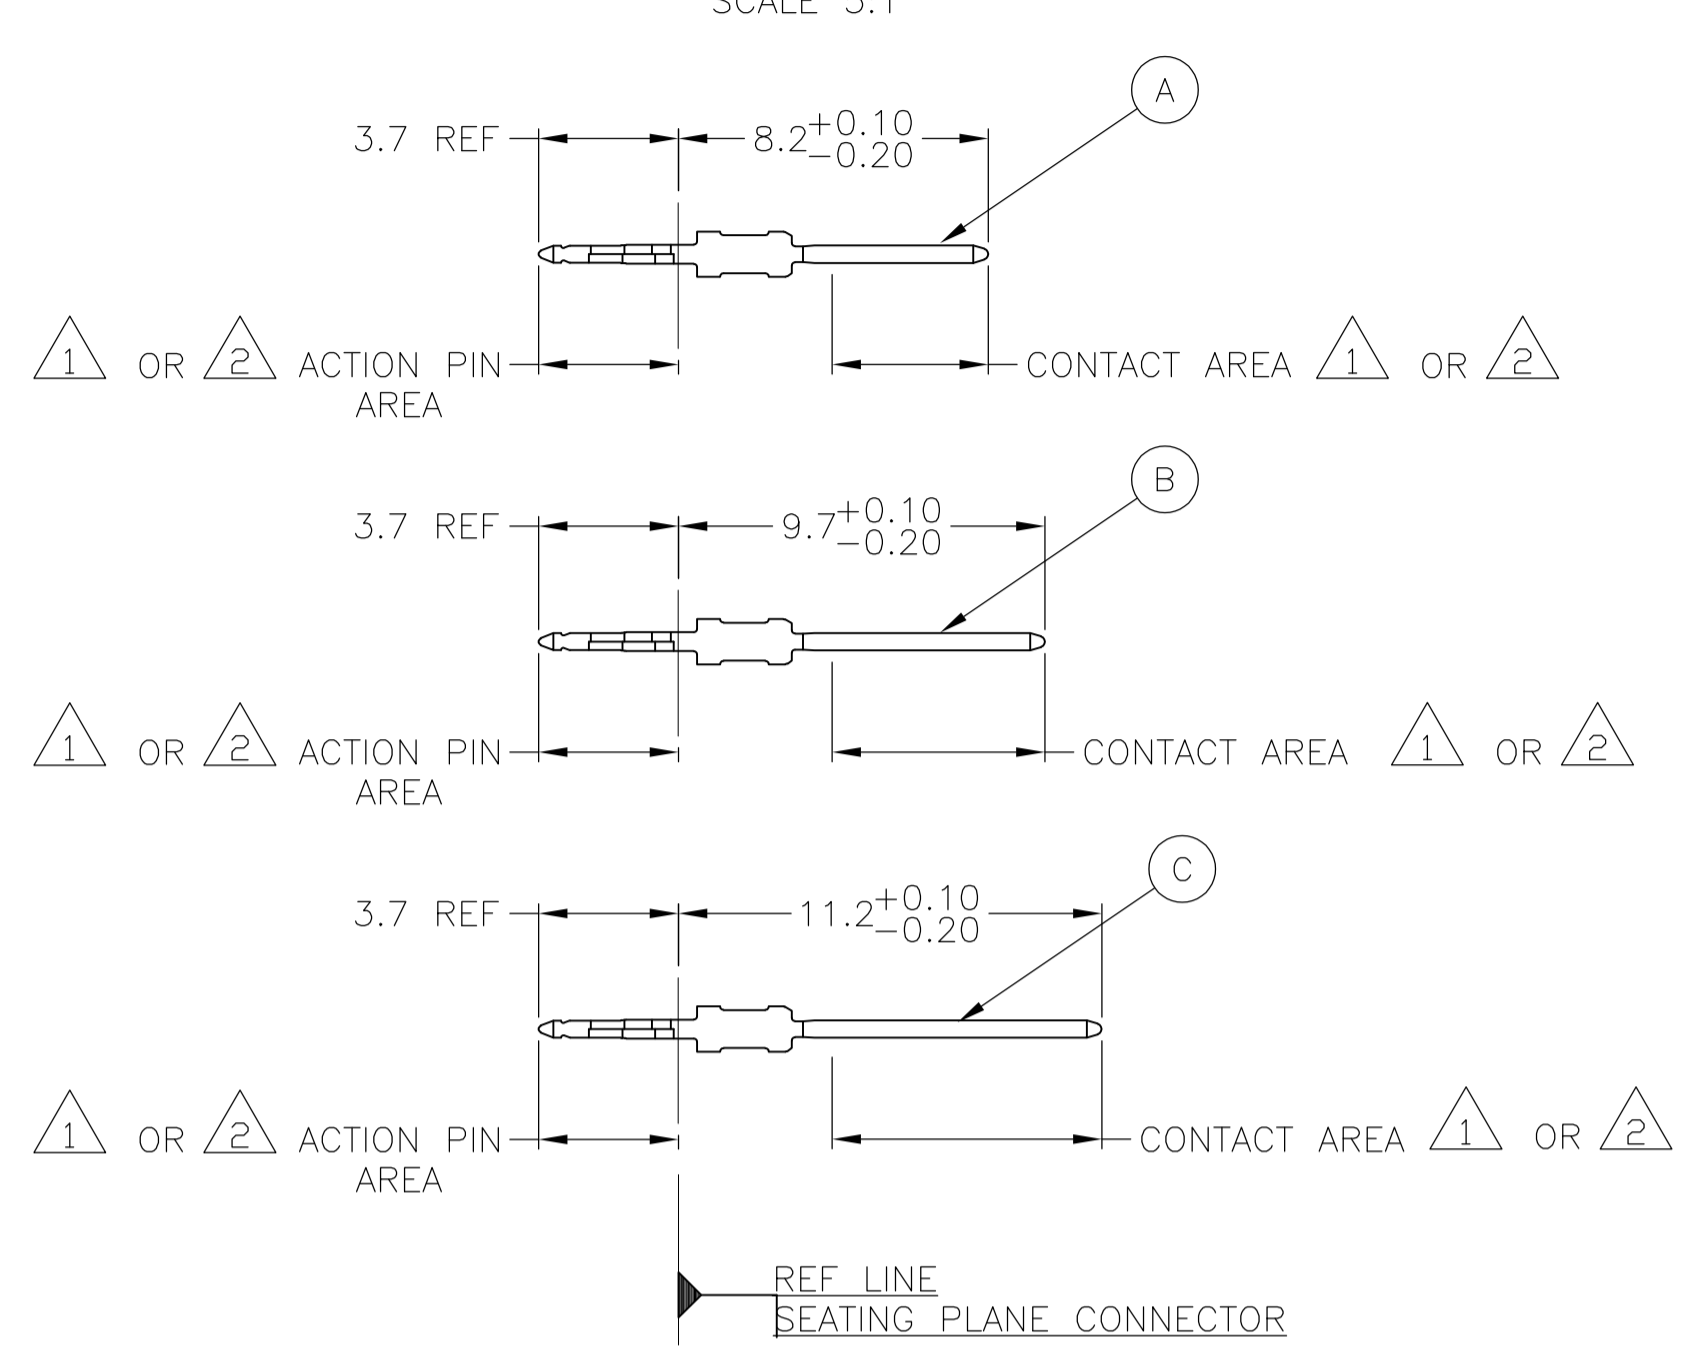 SCALE 5:1
A
3.7 REF 8.2 +0.10 -0.20
1 OR 2 ACTION PIN AREA
CONTACT AREA 1 OR 2
B
3.7 REF 9.7 +0.10 -0.20
1 OR 2 ACTION PIN AREA
CONTACT AREA 1 OR 2
C
3.7 REF 11.2 +0.10 -0.20
1 OR 2 ACTION PIN AREA
CONTACT AREA 1 OR 2
REF LINE
SEATING PLANE CONNECTOR